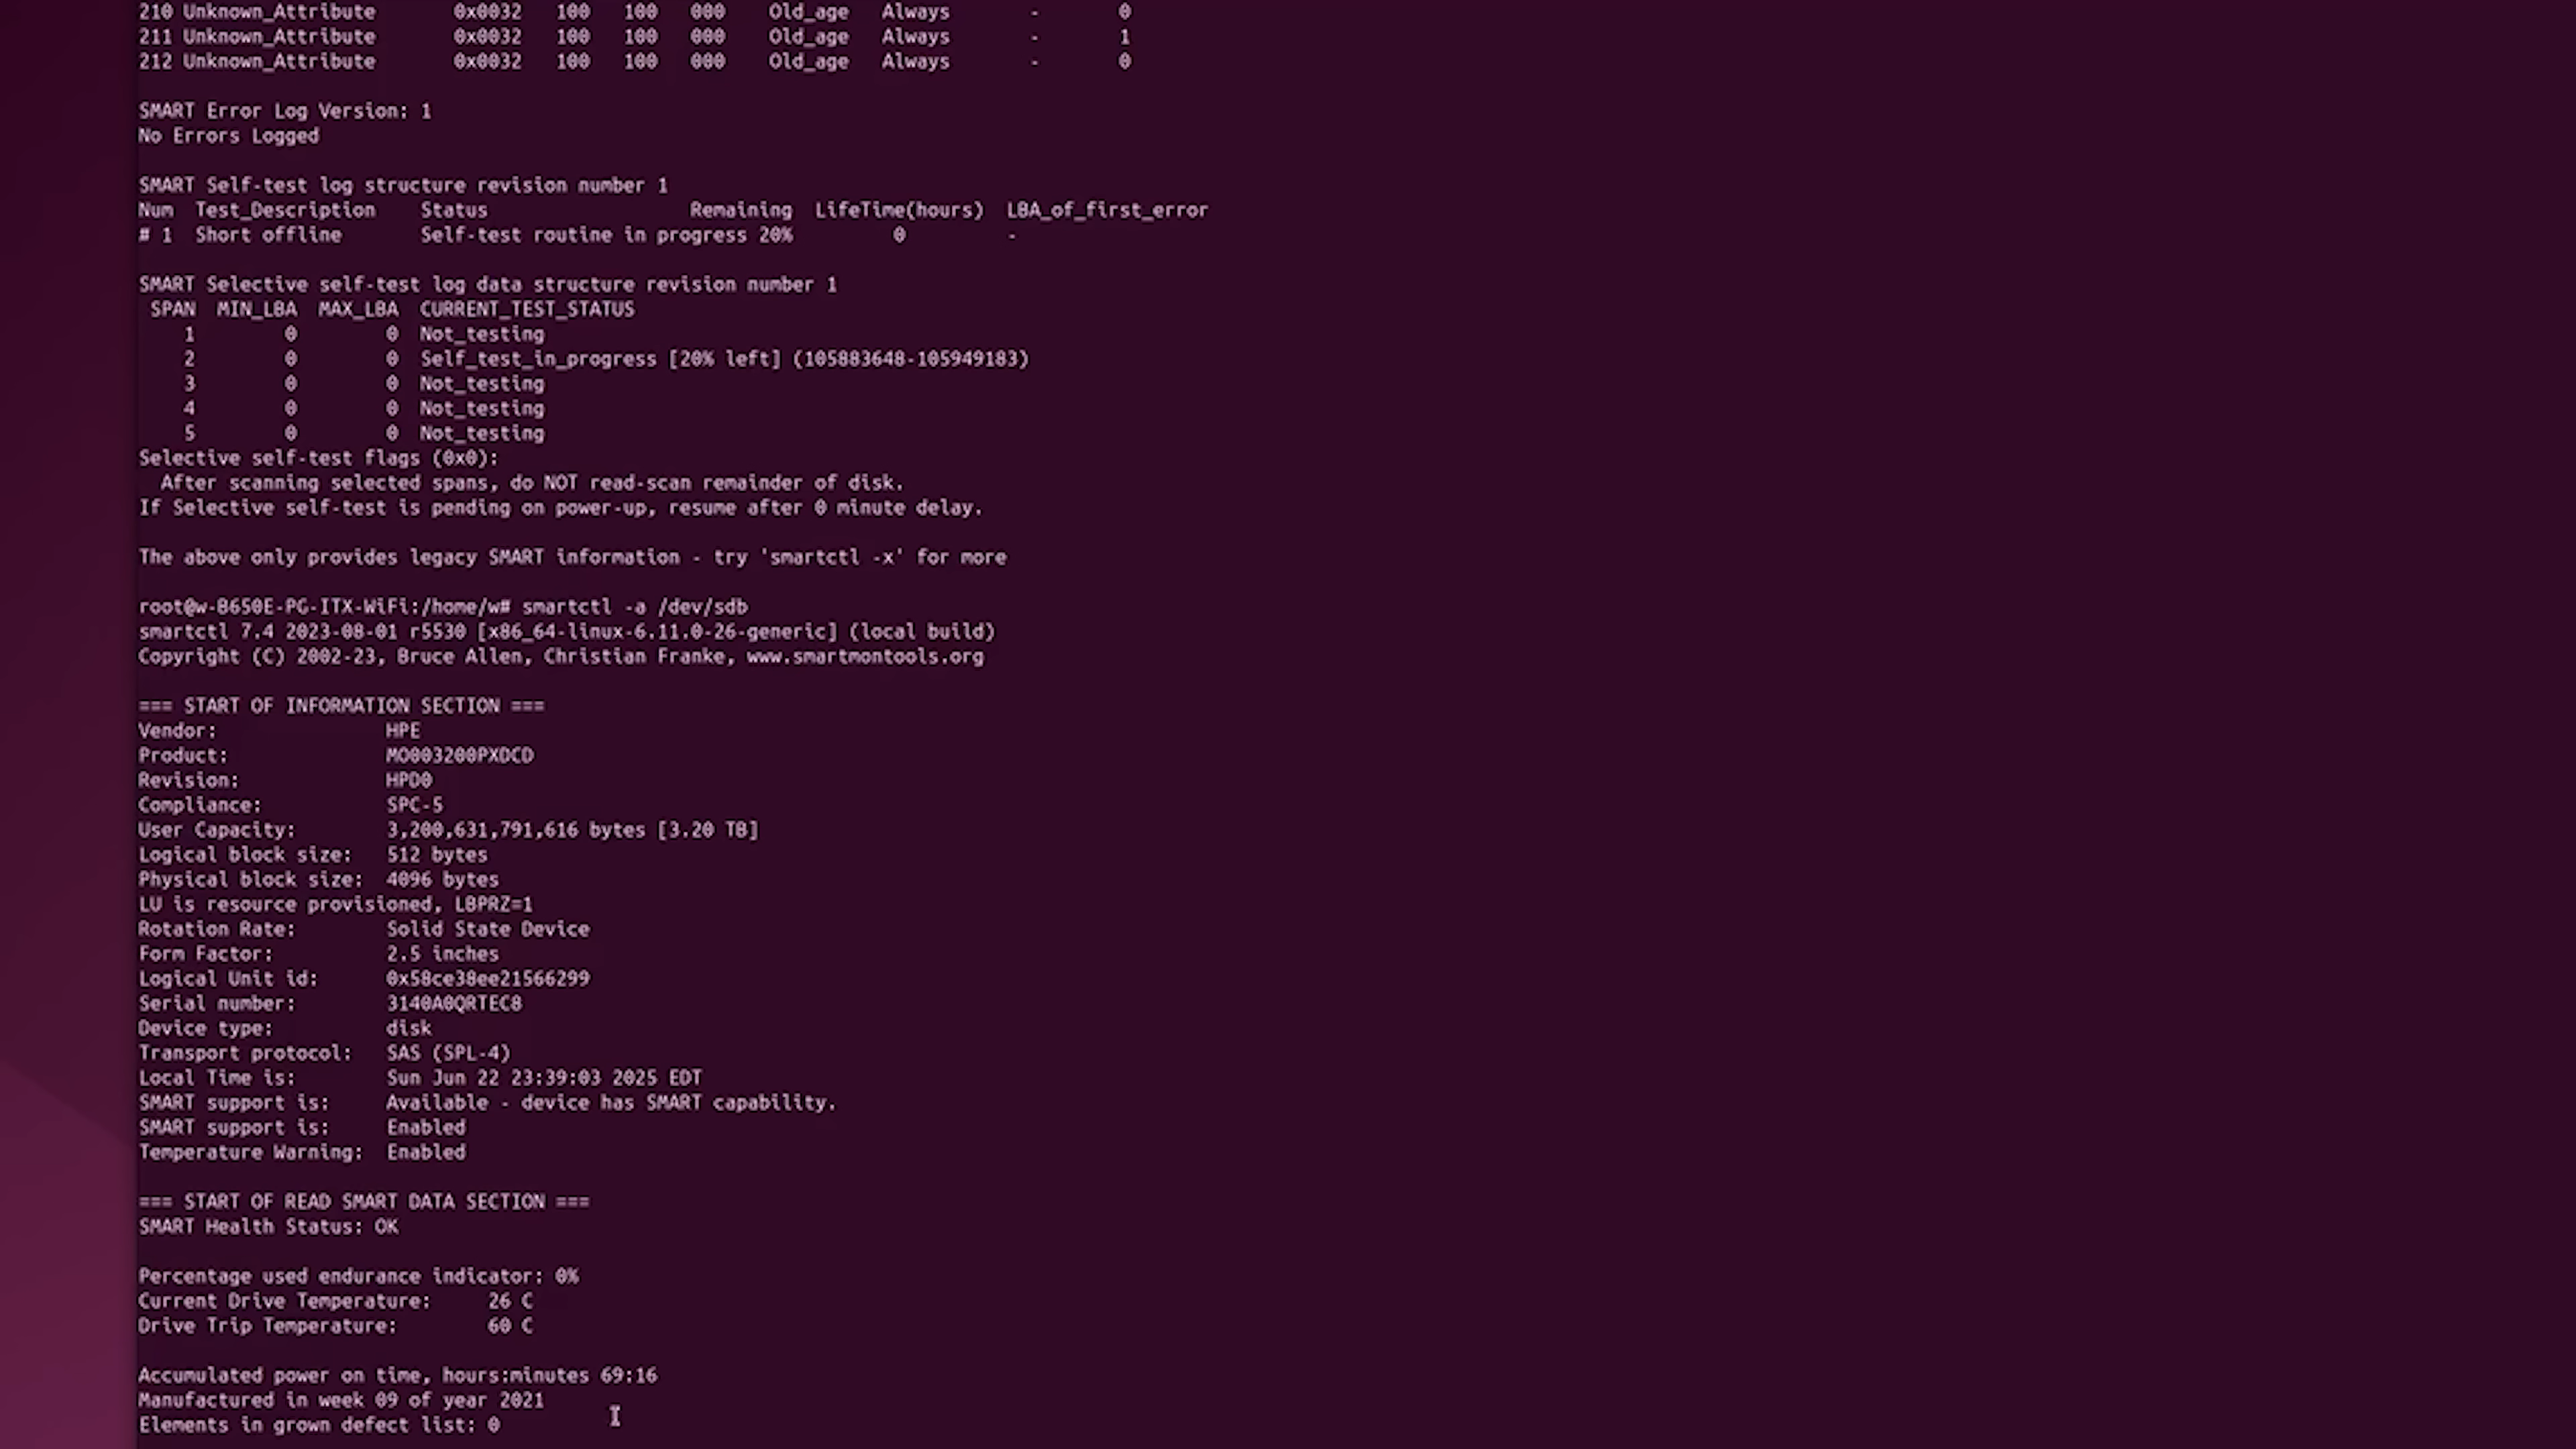 210 Unknown_Attribute 0x0032 100 100 000 Old_age Always - 0
211 Unknown_Attribute 0x0032 100 100 000 Old_age Always - 1
212 Unknown_Attribute 0x0032 100 100 000 Old_age Always - 0
SMART Error Log Version: 1
No Errors Logged
SMART Self-test log structure revision number 1
Num Test_Description Status Remaining LifeTime(hours) LBA_of_first_error
# 1 Short offline Self-test routine in progress 20% 0 -
SMART Selective self-test log data structure revision number 1
SPAN MIN_LBA MAX_LBA CURRENT_TEST_STATUS
1 0 0 Not_testing
2 0 0 Self_test_in_progress [20% left] (105883648-105949183)
3 0 0 Not_testing
4 0 0 Not_testing
5 0 0 Not_testing
Selective self-test flags (0x0):
After scanning selected spans, do NOT read-scan remainder of disk.
If Selective self-test is pending on power-up, resume after 0 minute delay.
The above only provides legacy SMART information - try 'smartctl -x' for more
root@w-B650E-PG-ITX-WiFi:/home/w# smartctl -a /dev/sdb
smartctl 7.4 2023-08-01 r5530 [x86_64-linux-6.11.0-26-generic] (local build)
Copyright (C) 2002-23, Bruce Allen, Christian Franke, www.smartmontools.org
=== START OF INFORMATION SECTION ===
Vendor: HPE
Product: MO003200PXDCD
Revision: HPD0
Compliance: SPC-5
User Capacity: 3,200,631,791,616 bytes [3.20 TB]
Logical block size: 512 bytes
Physical block size: 4096 bytes
LU is resource provisioned, LBPRZ=1
Rotation Rate: Solid State Device
Form Factor: 2.5 inches
Logical Unit id: 0x58ce38ee21566299
Serial number: 3140A0QRTEC8
Device type: disk
Transport protocol: SAS (SPL-4)
Local Time is: Sun Jun 22 23:39:03 2025 EDT
SMART support is: Available - device has SMART capability.
SMART support is: Enabled
Temperature Warning: Enabled
=== START OF READ SMART DATA SECTION ===
SMART Health Status: OK
Percentage used endurance indicator: 0%
Current Drive Temperature: 26 C
Drive Trip Temperature: 60 C
Accumulated power on time, hours:minutes 69:16
Manufactured in week 09 of year 2021
Elements in grown defect list: 0